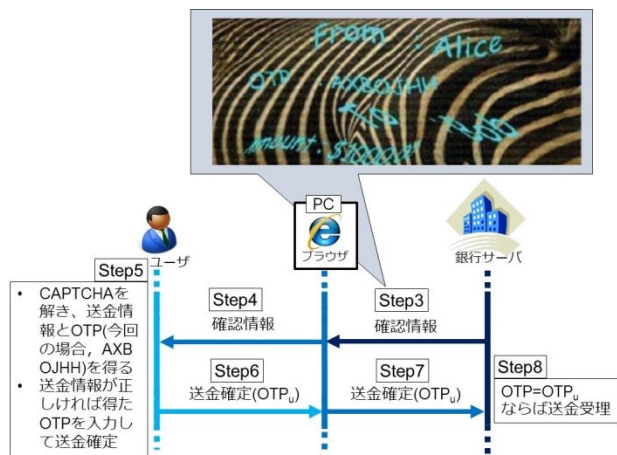 From : Alice
OTP : AXBOJHH
Amount : $1000.0
PC
ユーザ
ブラウザ
銀行サーバ
Step5
• CAPTCHAを
解き、送金情
報とOTP(今回
の場合，AXB
OJHH)を得る
• 送金情報が正
しければ得た
OTPを入力し
て送金確定
Step4
確認情報
Step3
確認情報
Step6
送金確定(OTPu)
Step7
送金確定(OTPu)
Step8
OTP=OTPu
ならば送金受理